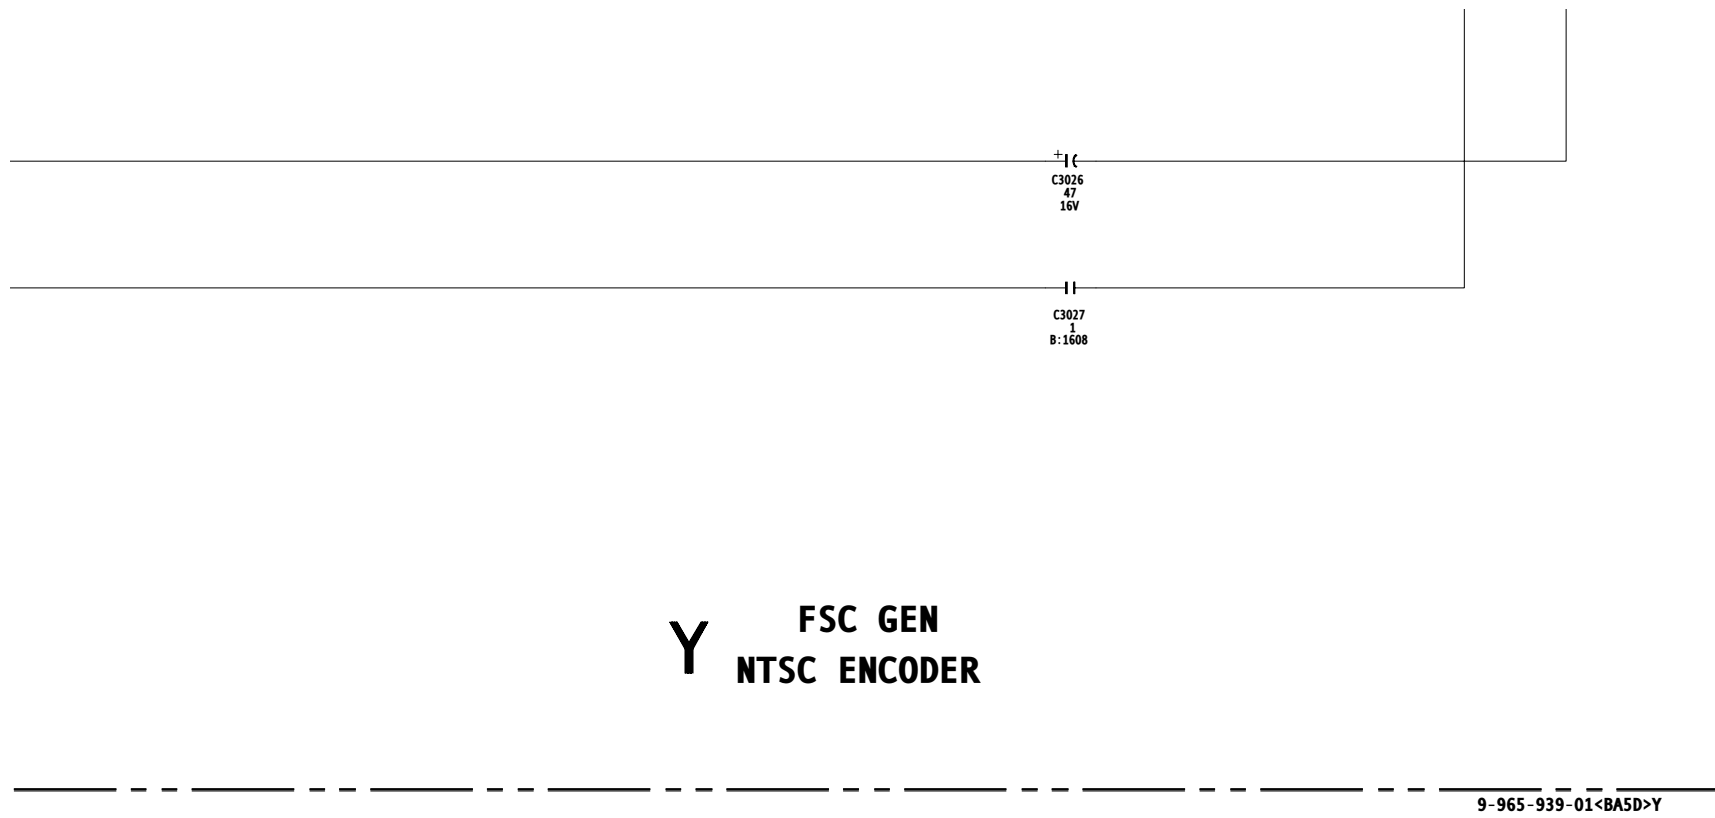 +
C3026
47
16V
C3027
1
B:1608
Y
FSC GEN
NTSC ENCODER
9-965-939-01<BA5D>Y